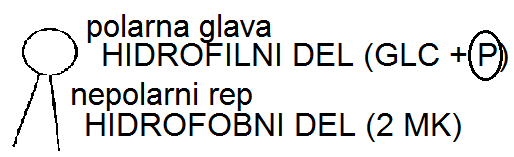 polarna glava
HIDROFILNI DEL (GLC + P)
nepolarni rep
HIDROFOBNI DEL (2 MK)